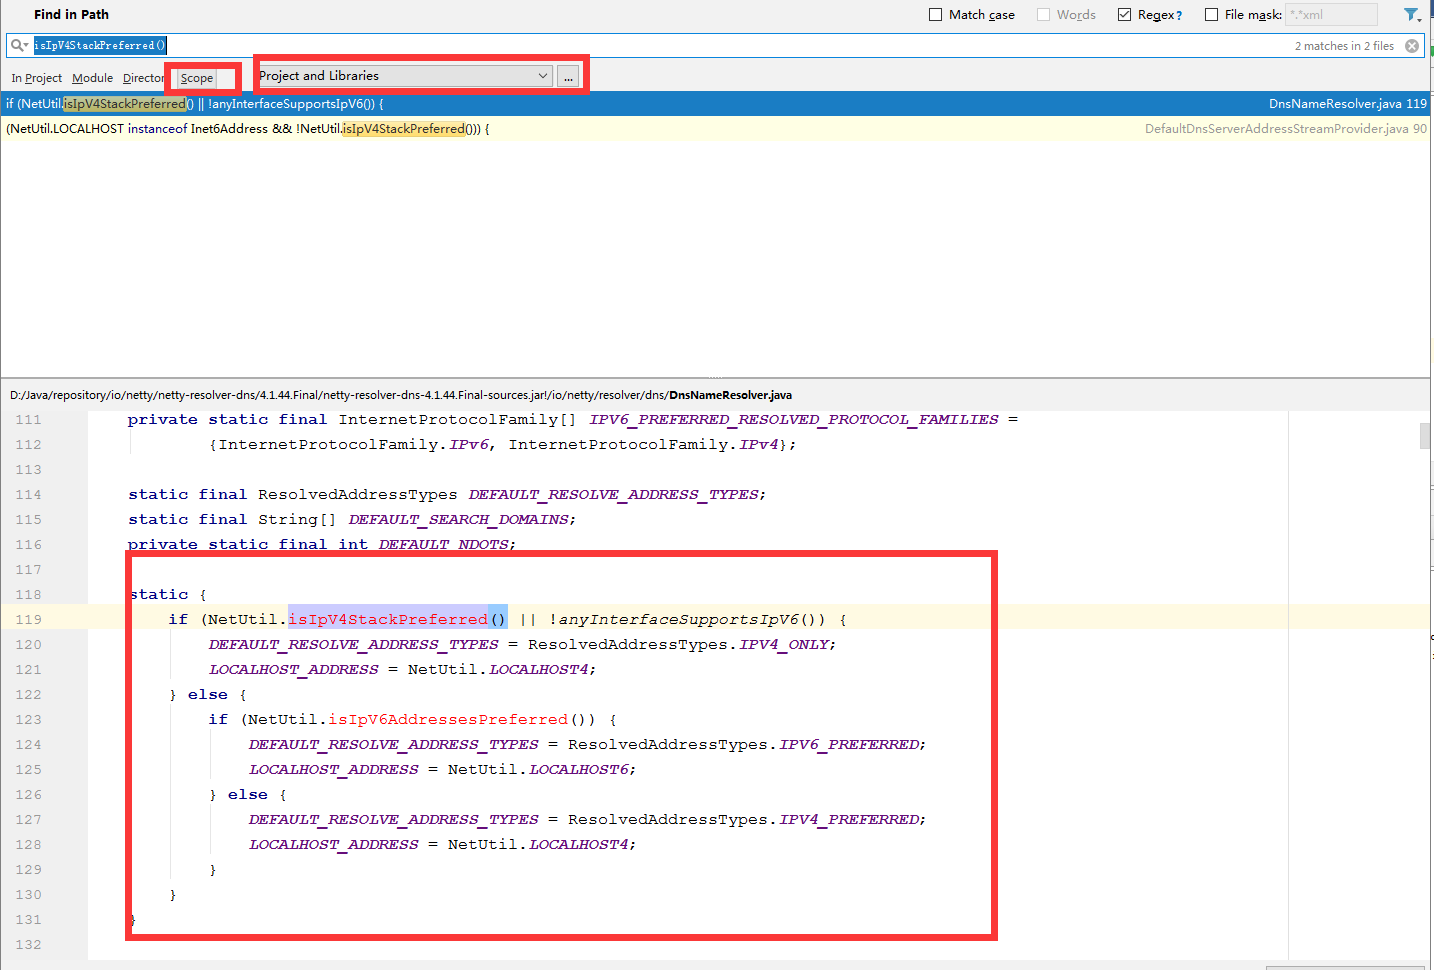 Find in Path
Match case
Words
Regex?
File mask:
*.*xml
isIpV4StackPreferred()
2 matches in 2 files
In Project Module Director Scope
Project and Libraries
...
if (NetUtil.isIpV4StackPreferred() || !anyInterfaceSupportsIpV6()) { DnsNameResolver.java 119
(NetUtil.LOCALHOST instanceof Inet6Address && !NetUtil.isIpV4StackPreferred())) { DefaultDnsServerAddressStreamProvider.java 90
D:/Java/repository/io/netty/netty-resolver-dns/4.1.44.Final/netty-resolver-dns-4.1.44.Final-sources.jar!/io/netty/resolver/dns/DnsNameResolver.java
111 private static final InternetProtocolFamily[] IPV6_PREFERRED_RESOLVED_PROTOCOL_FAMILIES =
112 {InternetProtocolFamily.IPv6, InternetProtocolFamily.IPv4};
113
114 static final ResolvedAddressTypes DEFAULT_RESOLVE_ADDRESS_TYPES;
115 static final String[] DEFAULT_SEARCH_DOMAINS;
116 private static final int DEFAULT_NDOTS;
117
118 static {
119 if (NetUtil.isIpV4StackPreferred() || !anyInterfaceSupportsIpV6()) {
120 DEFAULT_RESOLVE_ADDRESS_TYPES = ResolvedAddressTypes.IPV4_ONLY;
121 LOCALHOST_ADDRESS = NetUtil.LOCALHOST4;
122 } else {
123 if (NetUtil.isIpV6AddressesPreferred()) {
124 DEFAULT_RESOLVE_ADDRESS_TYPES = ResolvedAddressTypes.IPV6_PREFERRED;
125 LOCALHOST_ADDRESS = NetUtil.LOCALHOST6;
126 } else {
127 DEFAULT_RESOLVE_ADDRESS_TYPES = ResolvedAddressTypes.IPV4_PREFERRED;
128 LOCALHOST_ADDRESS = NetUtil.LOCALHOST4;
129 }
130 }
131 }
132